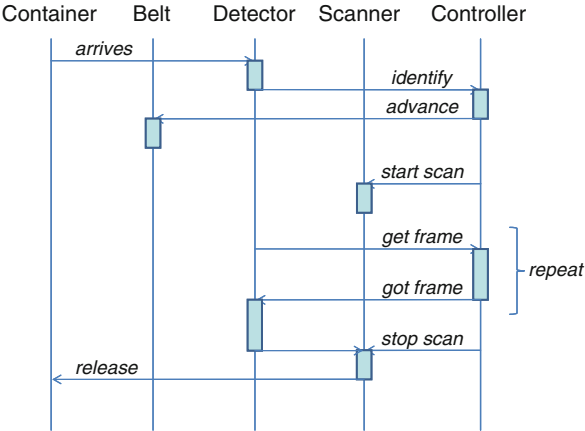 Container Belt Detector Scanner Controller
arrives
identify
advance
start scan
get frame
repeat
got frame
stop scan
release